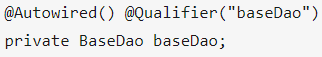 @Autowired() @Qualifier("baseDao")
private BaseDao baseDao;